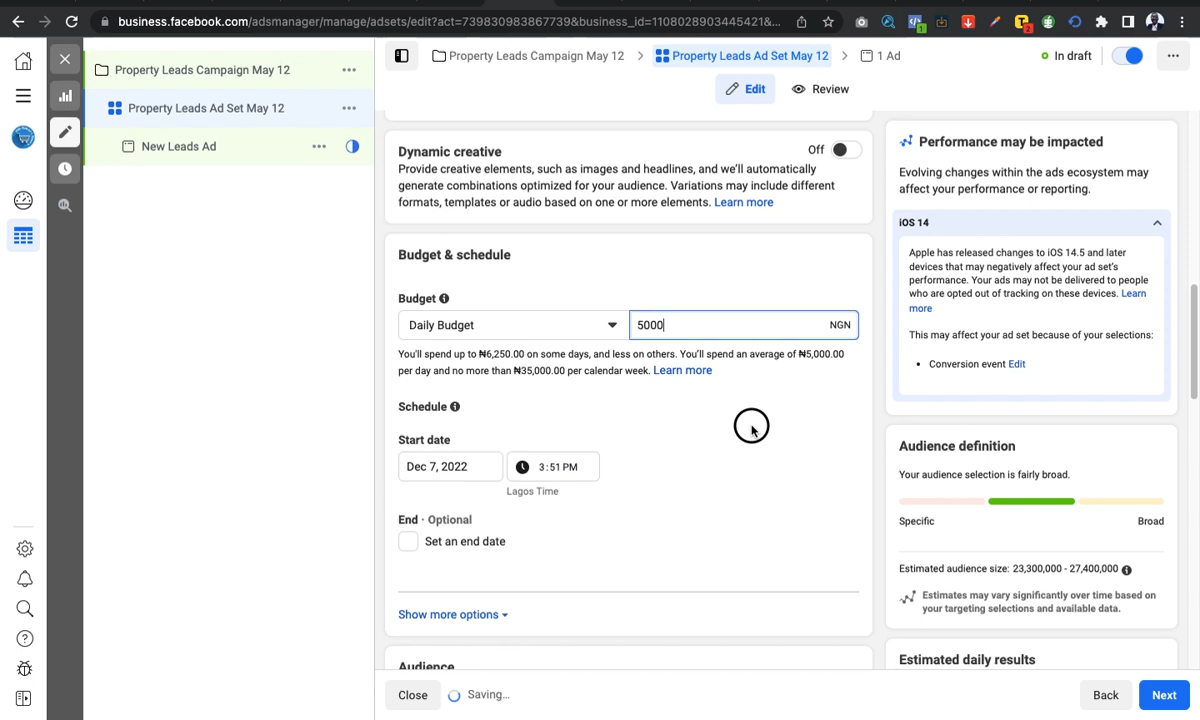 business.facebook.com/adsmanager/manage/adsets/edit?act=739830983867739&business_id=1108028903445421&...
1
2
Property Leads Campaign May 12
Property Leads Ad Set May 12
New Leads Ad
Property Leads Campaign May 12 > Property Leads Ad Set May 12 > 1 Ad
In draft
Edit
Review
Dynamic creative
Off
Provide creative elements, such as images and headlines, and we'll automatically
generate combinations optimized for your audience. Variations may include different
formats, templates or audio based on one or more elements. Learn more
Budget & schedule
Budget
Daily Budget
5000
NGN
You'll spend up to ₦6,250.00 on some days, and less on others. You'll spend an average of ₦5,000.00
per day and no more than ₦35,000.00 per calendar week. Learn more
Schedule
Start date
Dec 7, 2022
3:51 PM
Lagos Time
End · Optional
Set an end date
Show more options
Audience
Close
Saving...
Back
Next
Performance may be impacted
Evolving changes within the ads ecosystem may
affect your performance or reporting.
iOS 14
Apple has released changes to iOS 14.5 and later
devices that may negatively affect your ad set's
performance. Your ads may not be delivered to people
who are opted out of tracking on these devices. Learn
more
This may affect your ad set because of your selections:
• Conversion event Edit
Audience definition
Your audience selection is fairly broad.
Specific
Broad
Estimated audience size: 23,300,000 - 27,400,000
Estimates may vary significantly over time based on
your targeting selections and available data.
Estimated daily results